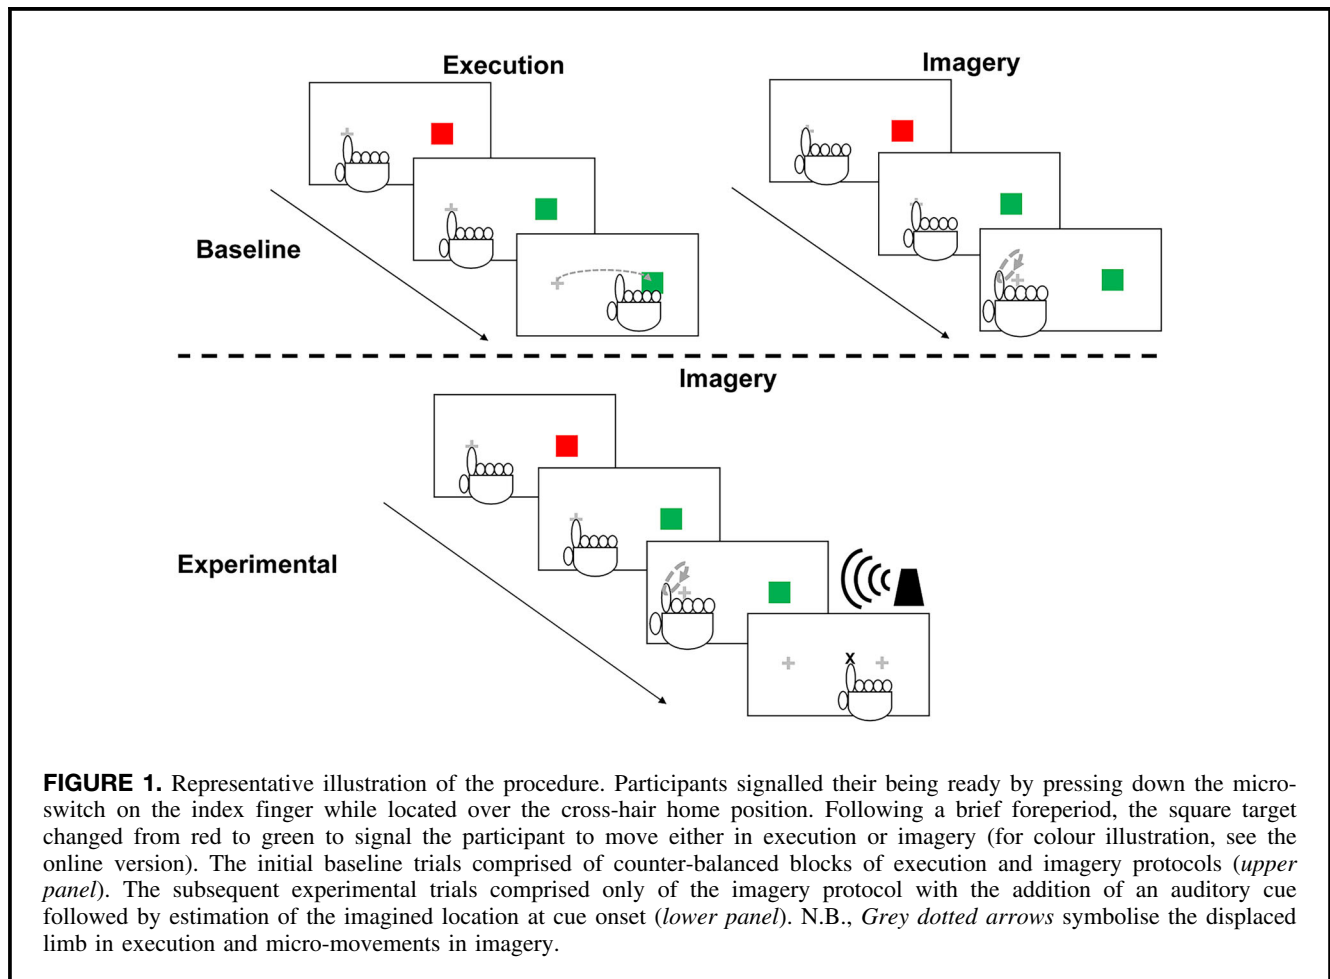 Execution
Imagery
Baseline
Imagery
Experimental
x
FIGURE 1. Representative illustration of the procedure. Participants signalled their being ready by pressing down the micro-
switch on the index finger while located over the cross-hair home position. Following a brief foreperiod, the square target
changed from red to green to signal the participant to move either in execution or imagery (for colour illustration, see the
online version). The initial baseline trials comprised of counter-balanced blocks of execution and imagery protocols (upper
panel). The subsequent experimental trials comprised only of the imagery protocol with the addition of an auditory cue
followed by estimation of the imagined location at cue onset (lower panel). N.B., Grey dotted arrows symbolise the displaced
limb in execution and micro-movements in imagery.